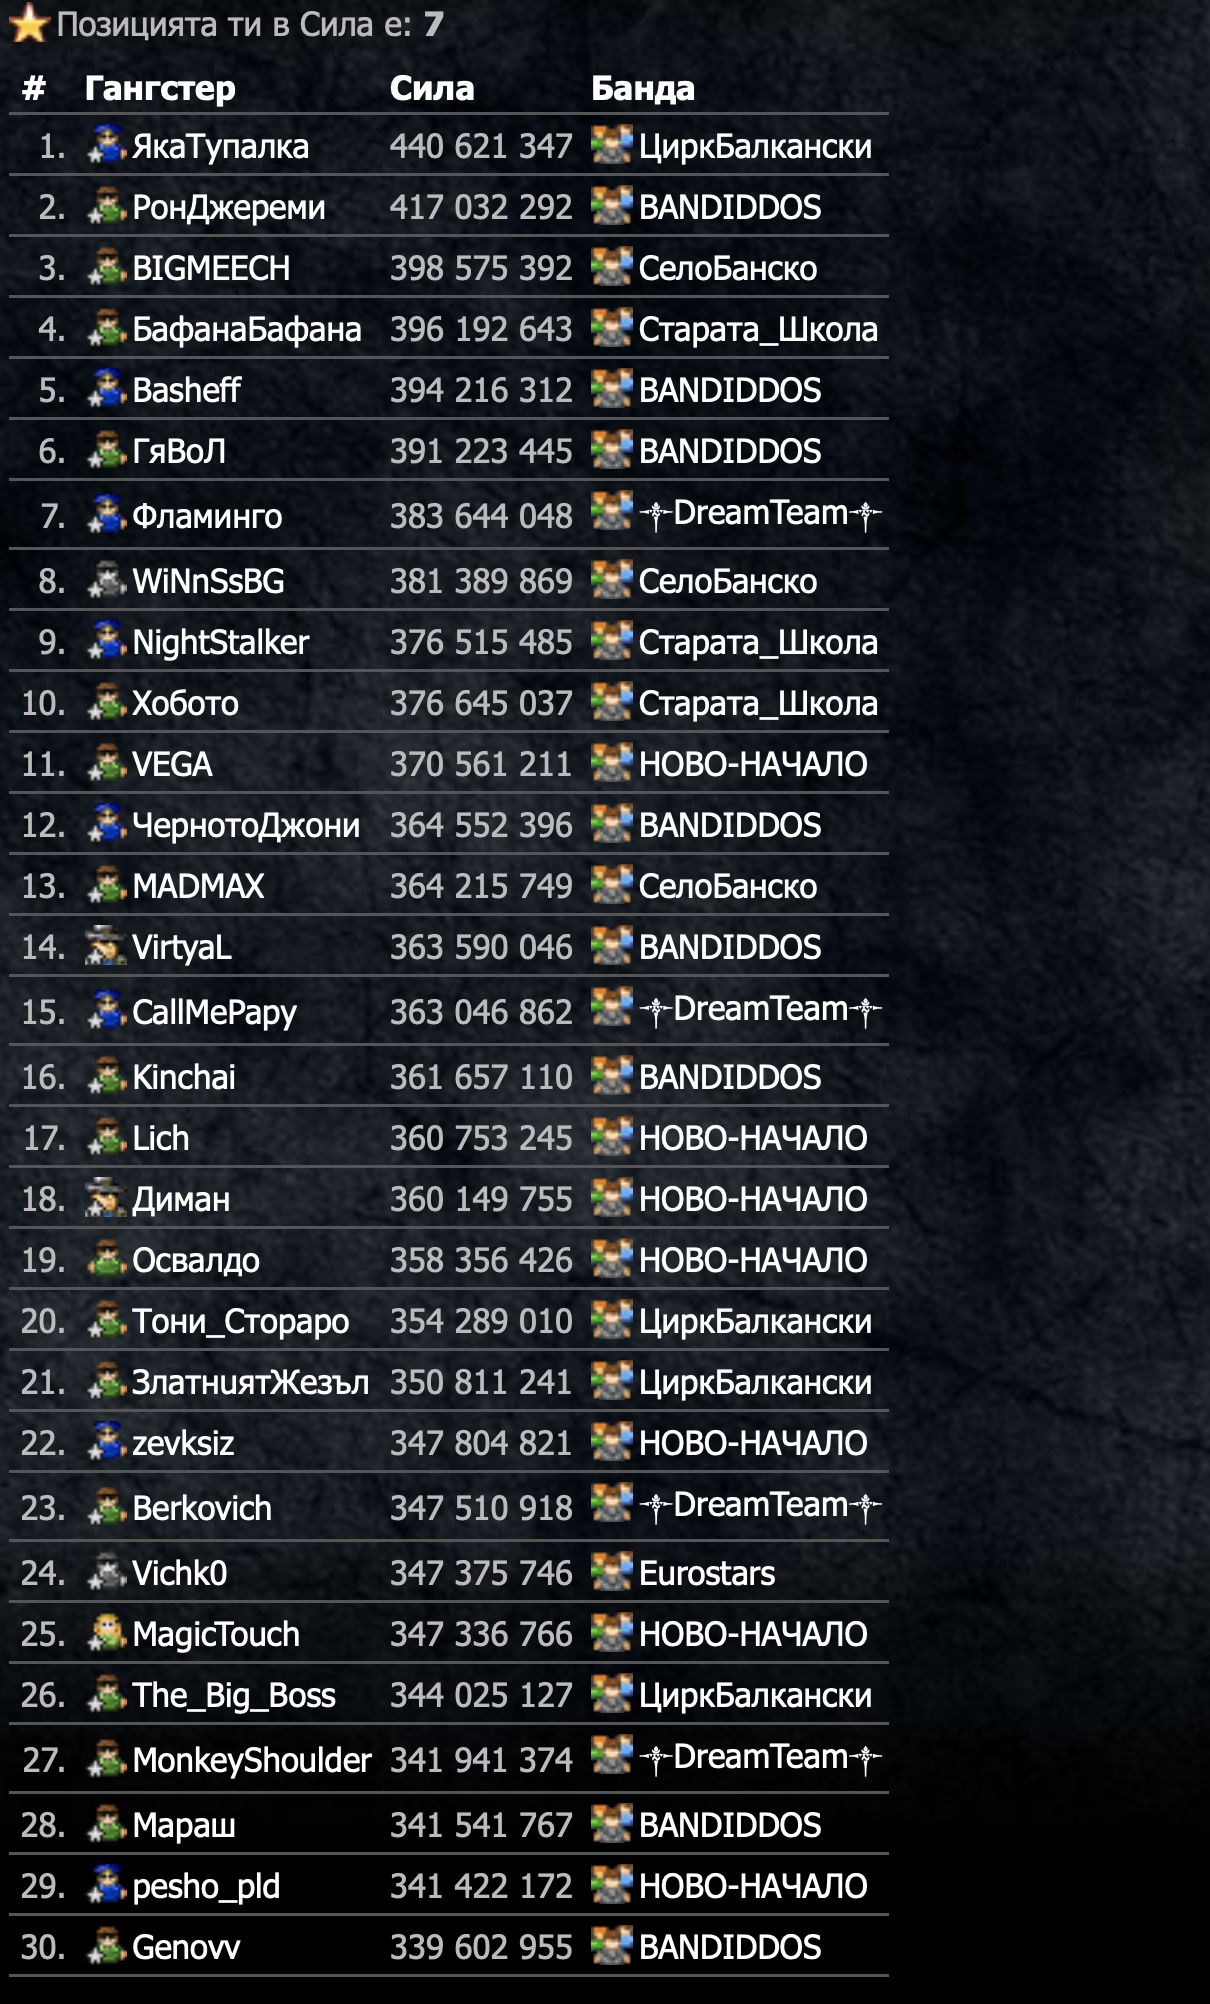 Позицията ти в Сила е: 7
# Гангстер Сила Банда
1. ЯкаТупалка 440 621 347 ЦиркБалкански
2. РонДжереми 417 032 292 BANDIDDOS
3. BIGMEECH 398 575 392 СелоБанско
4. БафанаБафана 396 192 643 Старата_Школа
5. Basheff 394 216 312 BANDIDDOS
6. ГяВоЛ 391 223 445 BANDIDDOS
7. Фламинго 383 644 048 ⸸DreamTeam⸸
8. WiNnSsBG 381 389 869 СелоБанско
9. NightStalker 376 515 485 Старата_Школа
10. Хобото 376 645 037 Старата_Школа
11. VEGA 370 561 211 НОВО-НАЧАЛО
12. ЧернотоДжони 364 552 396 BANDIDDOS
13. MADMAX 364 215 749 СелоБанско
14. VirtyaL 363 590 046 BANDIDDOS
15. CallMePapy 363 046 862 ⸸DreamTeam⸸
16. Kinchai 361 657 110 BANDIDDOS
17. Lich 360 753 245 НОВО-НАЧАЛО
18. Диман 360 149 755 НОВО-НАЧАЛО
19. Освалдо 358 356 426 НОВО-НАЧАЛО
20. Тони_Стораро 354 289 010 ЦиркБалкански
21. ЗлатнuятЖезъл 350 811 241 ЦиркБалкански
22. zevksiz 347 804 821 НОВО-НАЧАЛО
23. Berkovich 347 510 918 ⸸DreamTeam⸸
24. Vichk0 347 375 746 Eurostars
25. MagicTouch 347 336 766 НОВО-НАЧАЛО
26. The_Big_Boss 344 025 127 ЦиркБалкански
27. MonkeyShoulder 341 941 374 ⸸DreamTeam⸸
28. Мараш 341 541 767 BANDIDDOS
29. pesho_pld 341 422 172 НОВО-НАЧАЛО
30. Genovv 339 602 955 BANDIDDOS